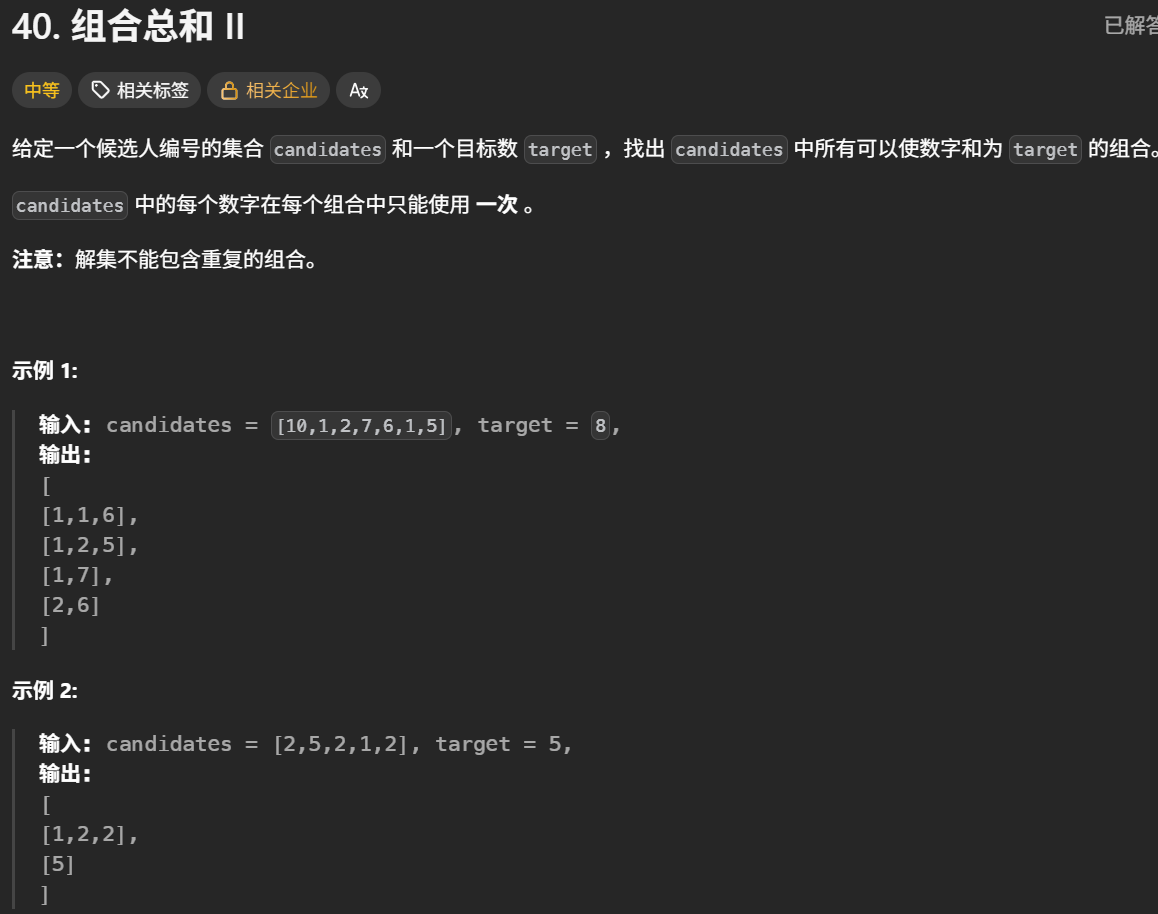 40. 组合总和 II
已解答
中等 相关标签 相关企业
给定一个候选人编号的集合 candidates 和一个目标数 target ，找出 candidates 中所有可以使数字和为 target 的组合。
candidates 中的每个数字在每个组合中只能使用 一次 。
注意：解集不能包含重复的组合。
示例 1:
输入: candidates = [10,1,2,7,6,1,5], target = 8,
输出:
[
[1,1,6],
[1,2,5],
[1,7],
[2,6]
]
示例 2:
输入: candidates = [2,5,2,1,2], target = 5,
输出:
[
[1,2,2],
[5]
]